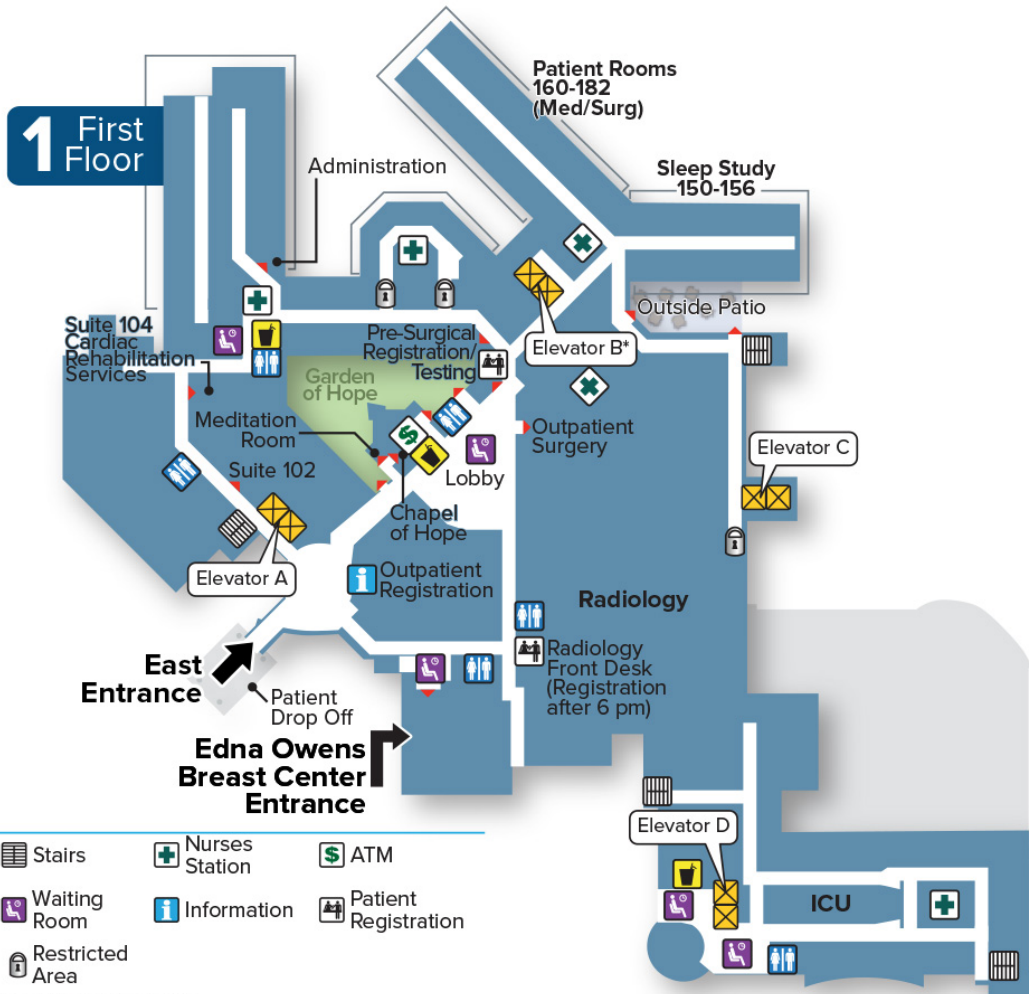 1 First
Floor
Patient Rooms
160-182
(Med/Surg)
Sleep Study
150-156
Administration
Outside Patio
Elevator B*
Suite 104
Cardiac
Rehabilitation
Services
Pre-Surgical
Registration/
Testing
Garden
of Hope
Meditation
Room
$
Outpatient
Surgery
Lobby
Elevator C
Suite 102
Chapel
of Hope
Elevator A
i
Outpatient
Registration
Radiology
East
Entrance
Radiology
Front Desk
(Registration
after 6 pm)
Patient
Drop Off
Edna Owens
Breast Center
Entrance
Elevator D
ICU
Stairs
Nurses
Station
$ ATM
Waiting
Room
i Information
Patient
Registration
Restricted
Area